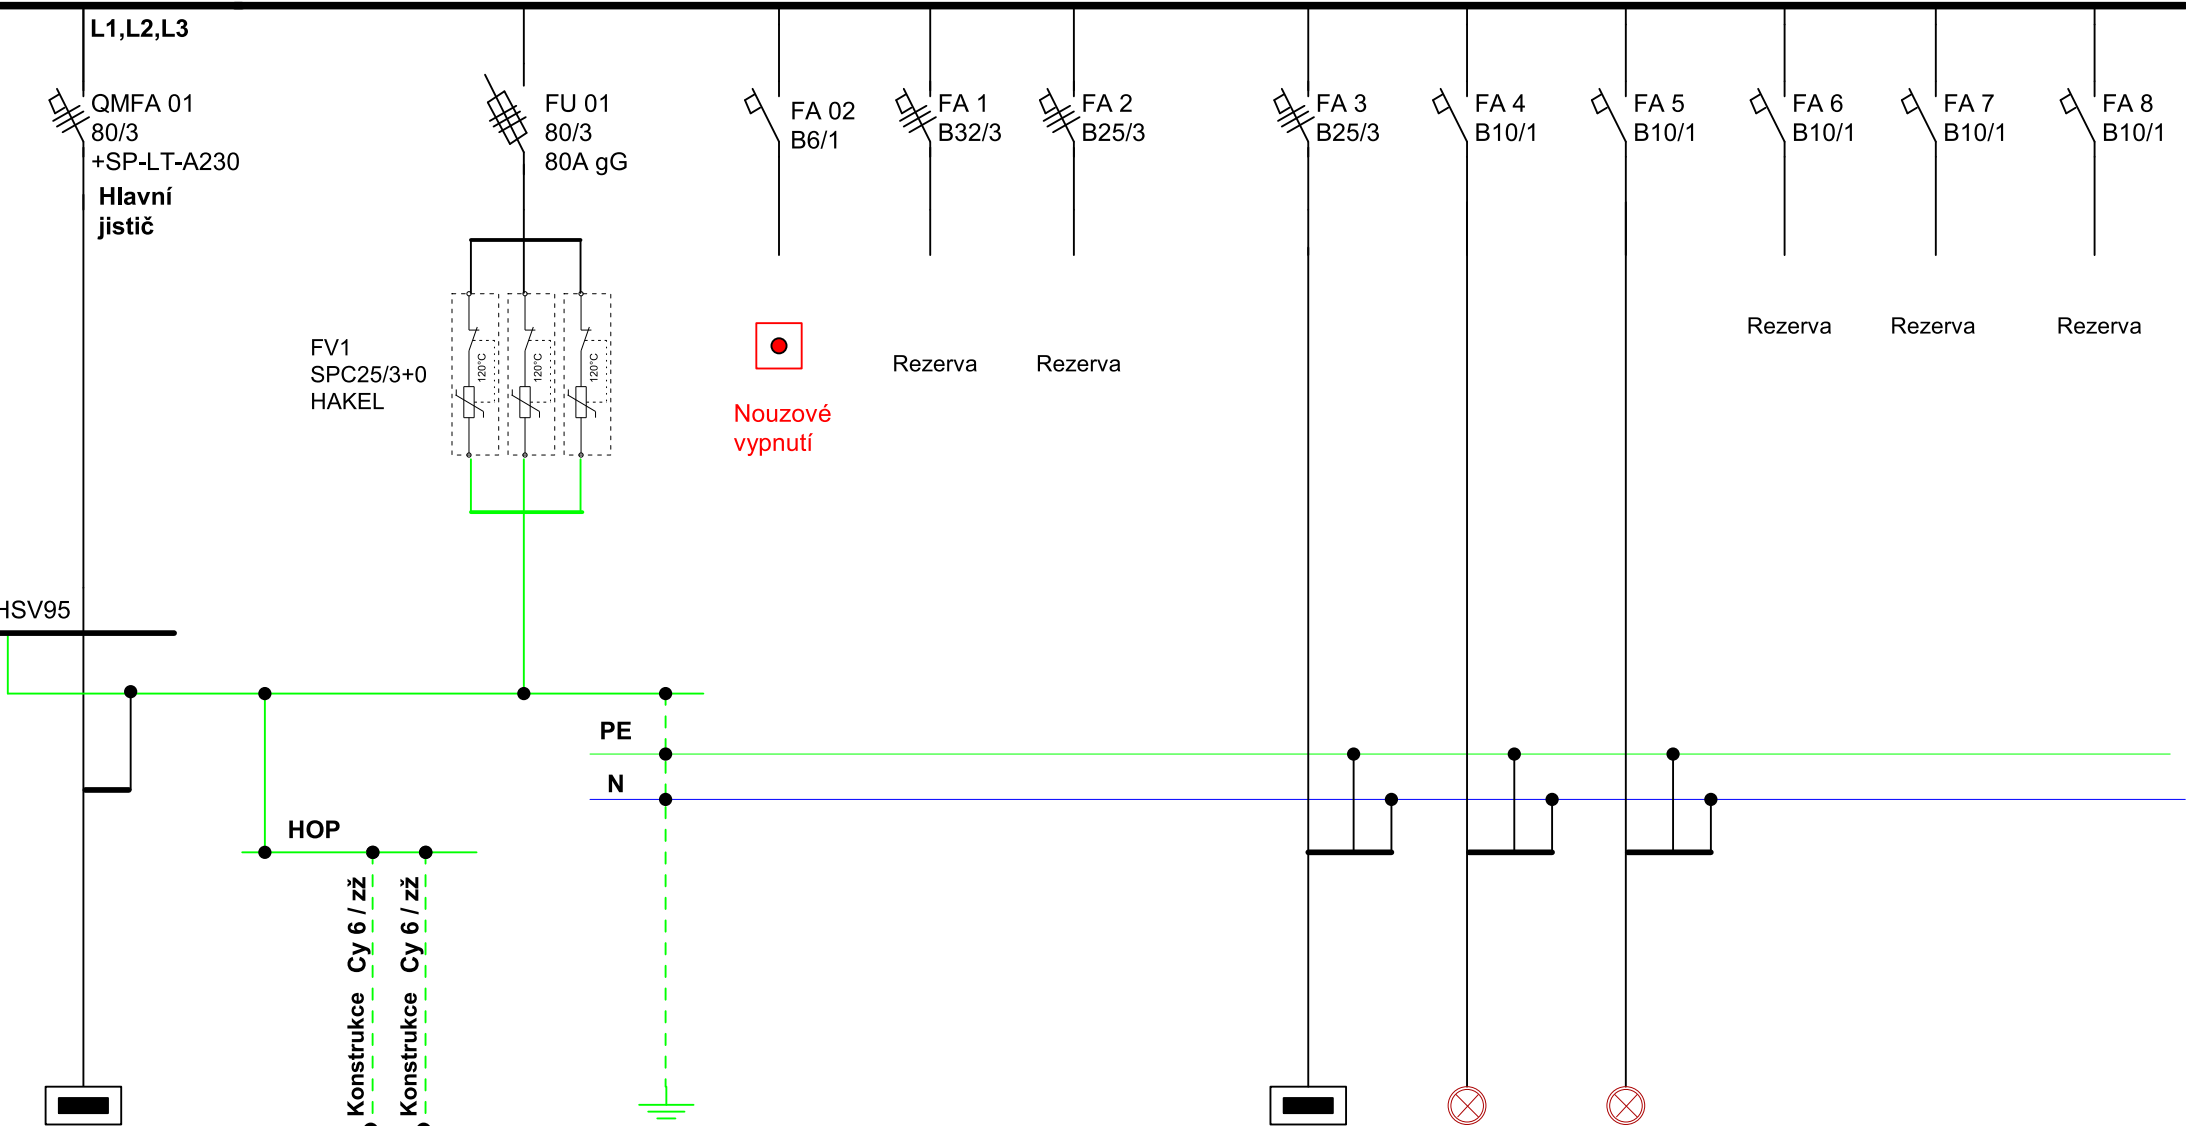 L1,L2,L3
QMFA 01
80/3
+SP-LT-A230
Hlavní
jistič
FU 01
80/3
80A gG
FA 02
B6/1
FA 1
B32/3
FA 2
B25/3
FA 3
B25/3
FA 4
B10/1
FA 5
B10/1
FA 6
B10/1
FA 7
B10/1
FA 8
B10/1
FV1
SPC25/3+0
HAKEL
120°C
120°C
120°C
Nouzové
vypnutí
Rezerva
Rezerva
Rezerva
Rezerva
Rezerva
HSV95
PE
N
HOP
Konstrukce Cy 6 / zž
Konstrukce Cy 6 / zž